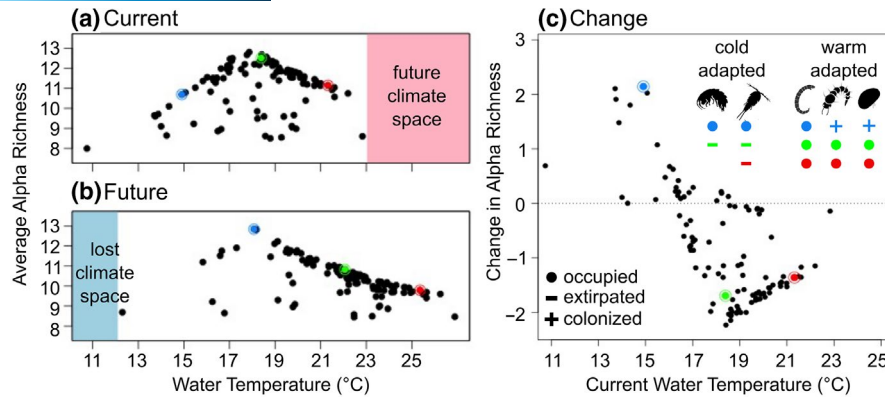 (a) Current
13
12
11
10
9
8
future
climate
space
(b) Future
13
12
11
10
9
8
lost
climate
space
Average Alpha Richness
11 13 15 17 19 21 23 25
Water Temperature (°C)
(c) Change
3
2
1
0
−1
−2
Change in Alpha Richness
cold
adapted
warm
adapted
occupied
extirpated
colonized
11 13 15 17 19 21 23 25
Current Water Temperature (°C)